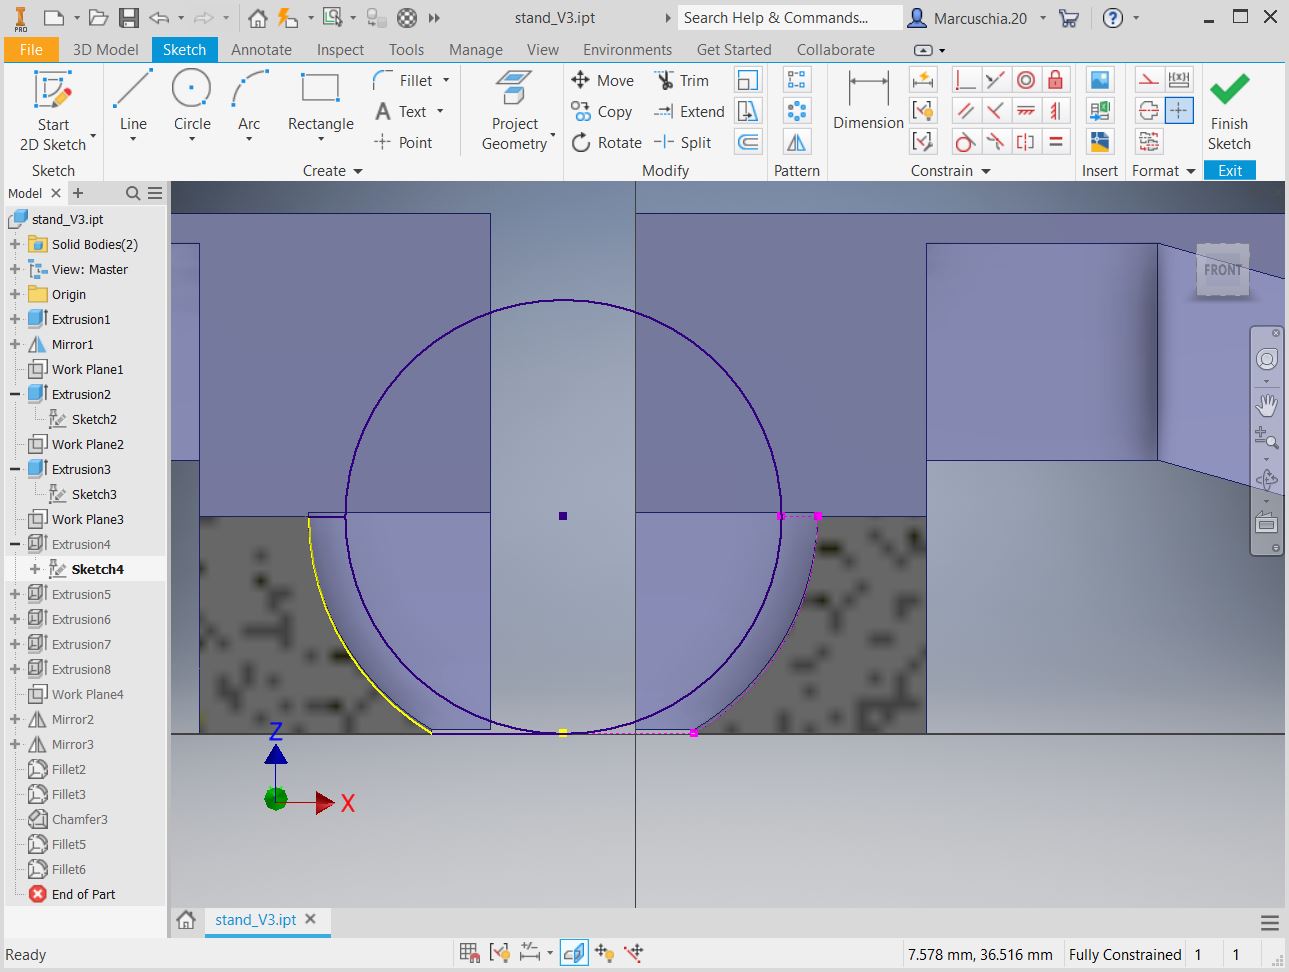 PRO
stand_V3.ipt
Search Help & Commands...
Marcuschia.20
File
3D Model
Sketch
Annotate
Inspect
Tools
Manage
View
Environments
Get Started
Collaborate
Start
2D Sketch
Line
Circle
Arc
Rectangle
Fillet
Text
Point
Project
Geometry
Move
Copy
Rotate
Trim
Extend
Split
Dimension
Finish
Sketch
Sketch
Create
Modify
Pattern
Constrain
Insert
Format
Exit
Model
stand_V3.ipt
Solid Bodies(2)
View: Master
Origin
Extrusion1
Mirror1
Work Plane1
Extrusion2
Sketch2
Work Plane2
Extrusion3
Sketch3
Work Plane3
Extrusion4
Sketch4
Extrusion5
Extrusion6
Extrusion7
Extrusion8
Work Plane4
Mirror2
Mirror3
Fillet2
Fillet3
Chamfer3
Fillet5
Fillet6
End of Part
FRONT
Z
X
stand_V3.ipt
Ready
7.578 mm, 36.516 mm
Fully Constrained
1
1